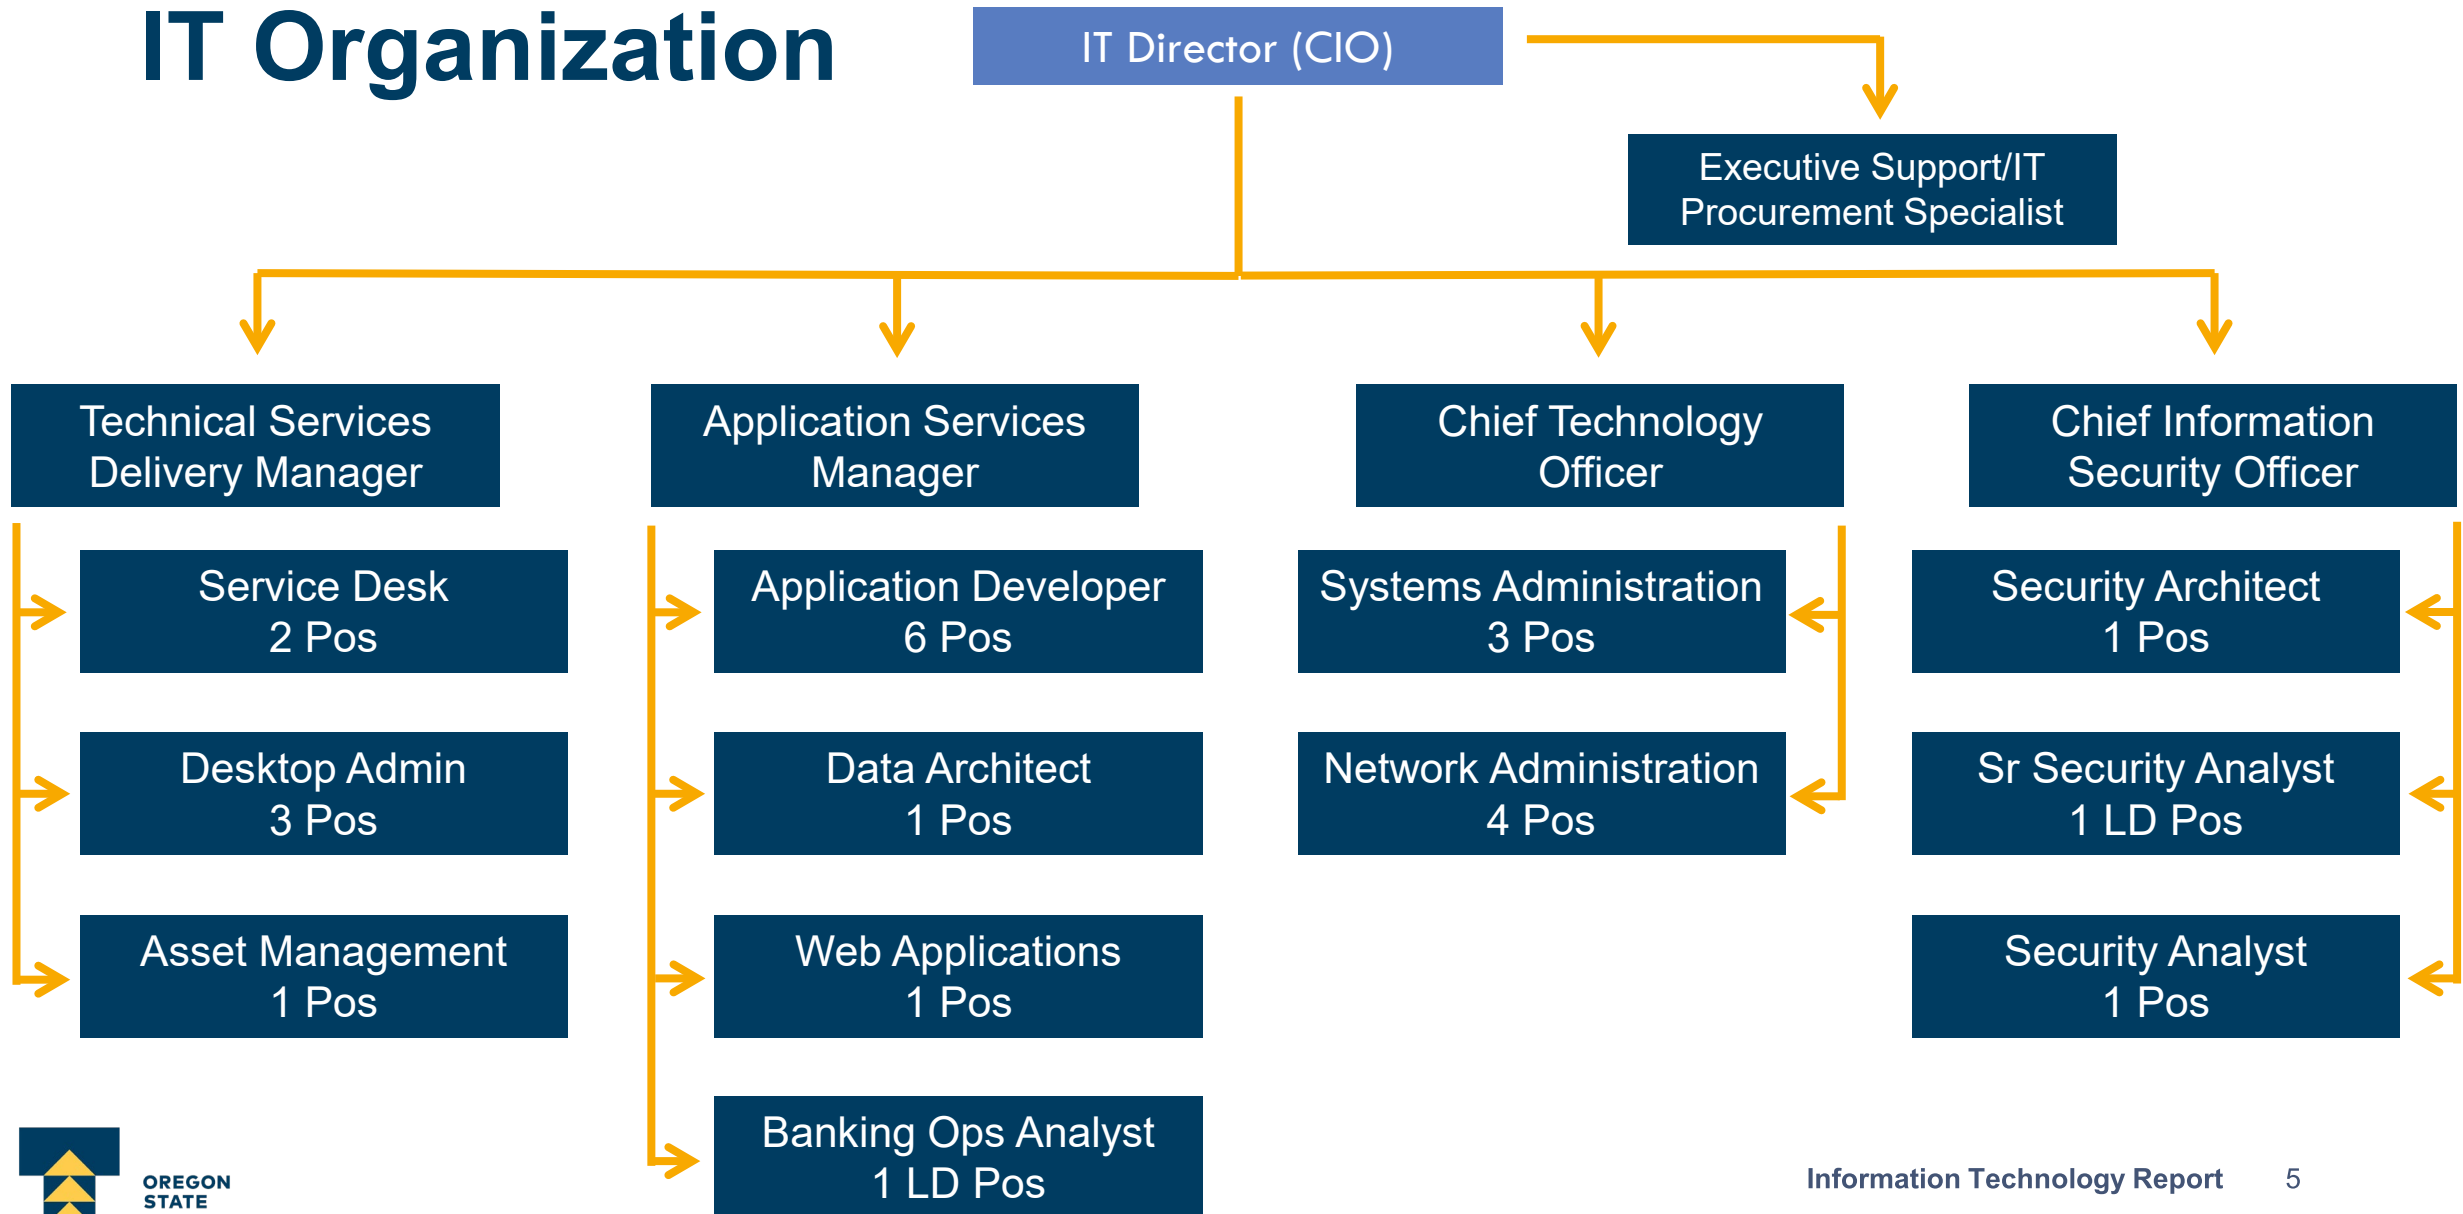 IT Organization
IT Director (CIO)
Executive Support/IT
Procurement Specialist
Technical Services
Delivery Manager
Application Services
Manager
Chief Technology
Officer
Chief Information
Security Officer
Service Desk
2 Pos
Application Developer
6 Pos
Systems Administration
3 Pos
Security Architect
1 Pos
Desktop Admin
3 Pos
Data Architect
1 Pos
Network Administration
4 Pos
Sr Security Analyst
1 LD Pos
Asset Management
1 Pos
Web Applications
1 Pos
Security Analyst
1 Pos
Banking Ops Analyst
1 LD Pos
OREGON
STATE
Information Technology Report 5